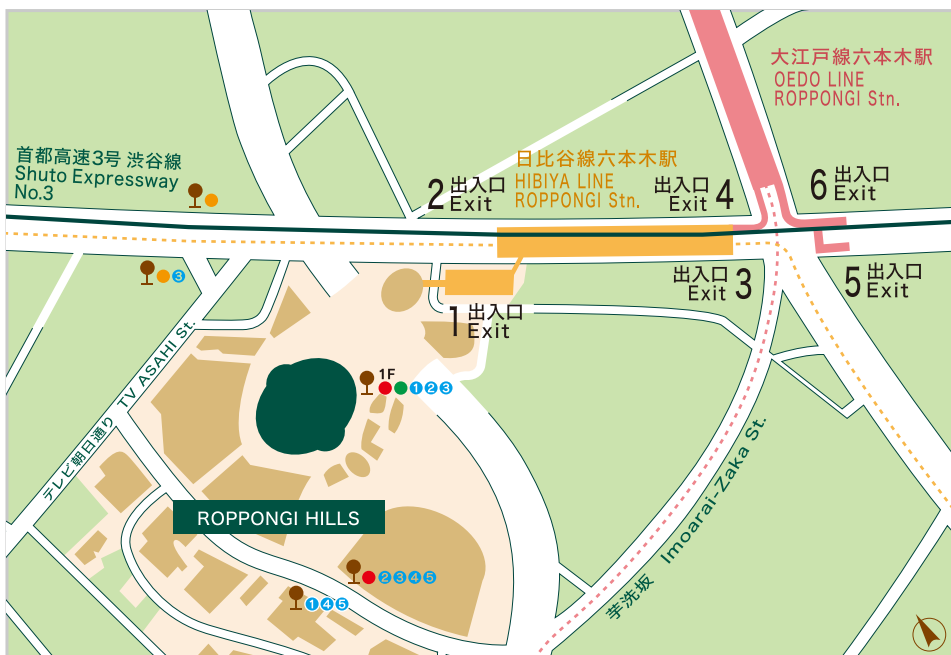 大江戸線六本木駅
OEDO LINE
ROPPONGI Stn.
首都高速3号 渋谷線
Shuto Expressway
No.3
日比谷線六本木駅
HIBIYA LINE
ROPPONGI Stn.
2 出入口
Exit
出入口 4
Exit
6 出入口
Exit
3
出入口 3
Exit
5 出入口
Exit
1 出入口
Exit
テレビ朝日通り TV ASAHI St.
1F
1 2 3
ROPPONGI HILLS
芋洗坂 Imoarai-Zaka St.
2 3 4 5
1 4 5